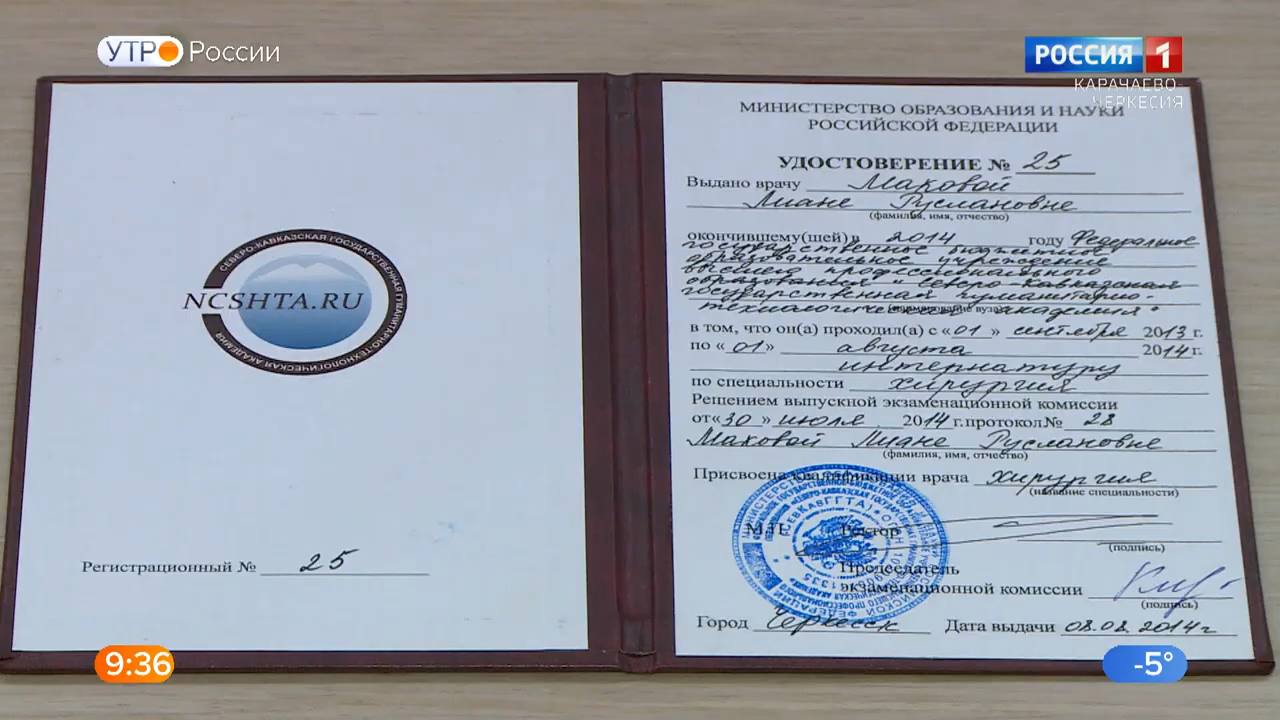 УТРО России
РОССИЯ 1
КАРАЧАЕВО-
ЧЕРКЕСИЯ
СЕВЕРО-КАВКАЗСКАЯ ГОСУДАРСТВЕННАЯ ГУМАНИТАРНО-ТЕХНОЛОГИЧЕСКАЯ АКАДЕМИЯ
NCSHTA.RU
Регистрационный № 25
МИНИСТЕРСТВО ОБРАЗОВАНИЯ И НАУКИ
РОССИЙСКОЙ ФЕДЕРАЦИИ
УДОСТОВЕРЕНИЕ № 25
Выдано врачу Маховой
Лиане Руслановне
(фамилия, имя, отчество)
окончившему(шей) в 2014 году Федеральное
государственное бюджетное
образовательное учреждение
высшего профессионального
образования "Северо-Кавказская
государственная гуманитарно-
технологическая академия"
в том, что он(а) проходил(а) с «01» сентября 2013 г.
по «01» августа 2014 г.
интернатуру
по специальности хирургия
Решением выпускной экзаменационной комиссии
от «30» июля 2014 г. протокол № 28
Маховой Лиане Руслановне
(фамилия, имя, отчество)
Присвоена квалификации врача хирургия
(название специальности)
М.П. Ректор
(подпись)
Председатель
экзаменационной комиссии
(подпись)
Город Черкесск Дата выдачи 08.08.2014 г
9:36
-5°